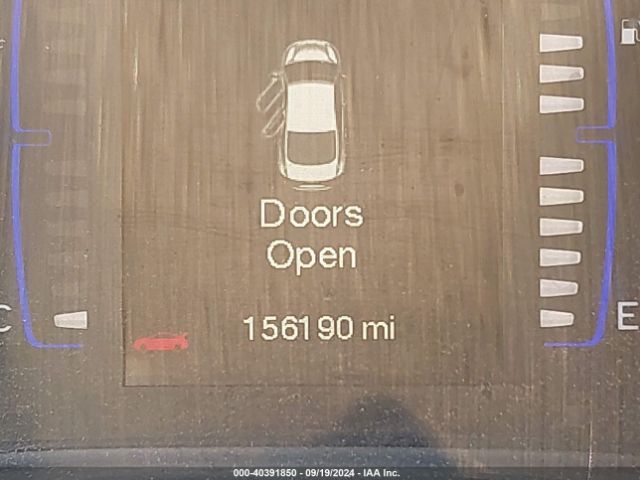 Doors
Open
156190 mi
C
E
000-40391850 - 09/19/2024 - IAA Inc.